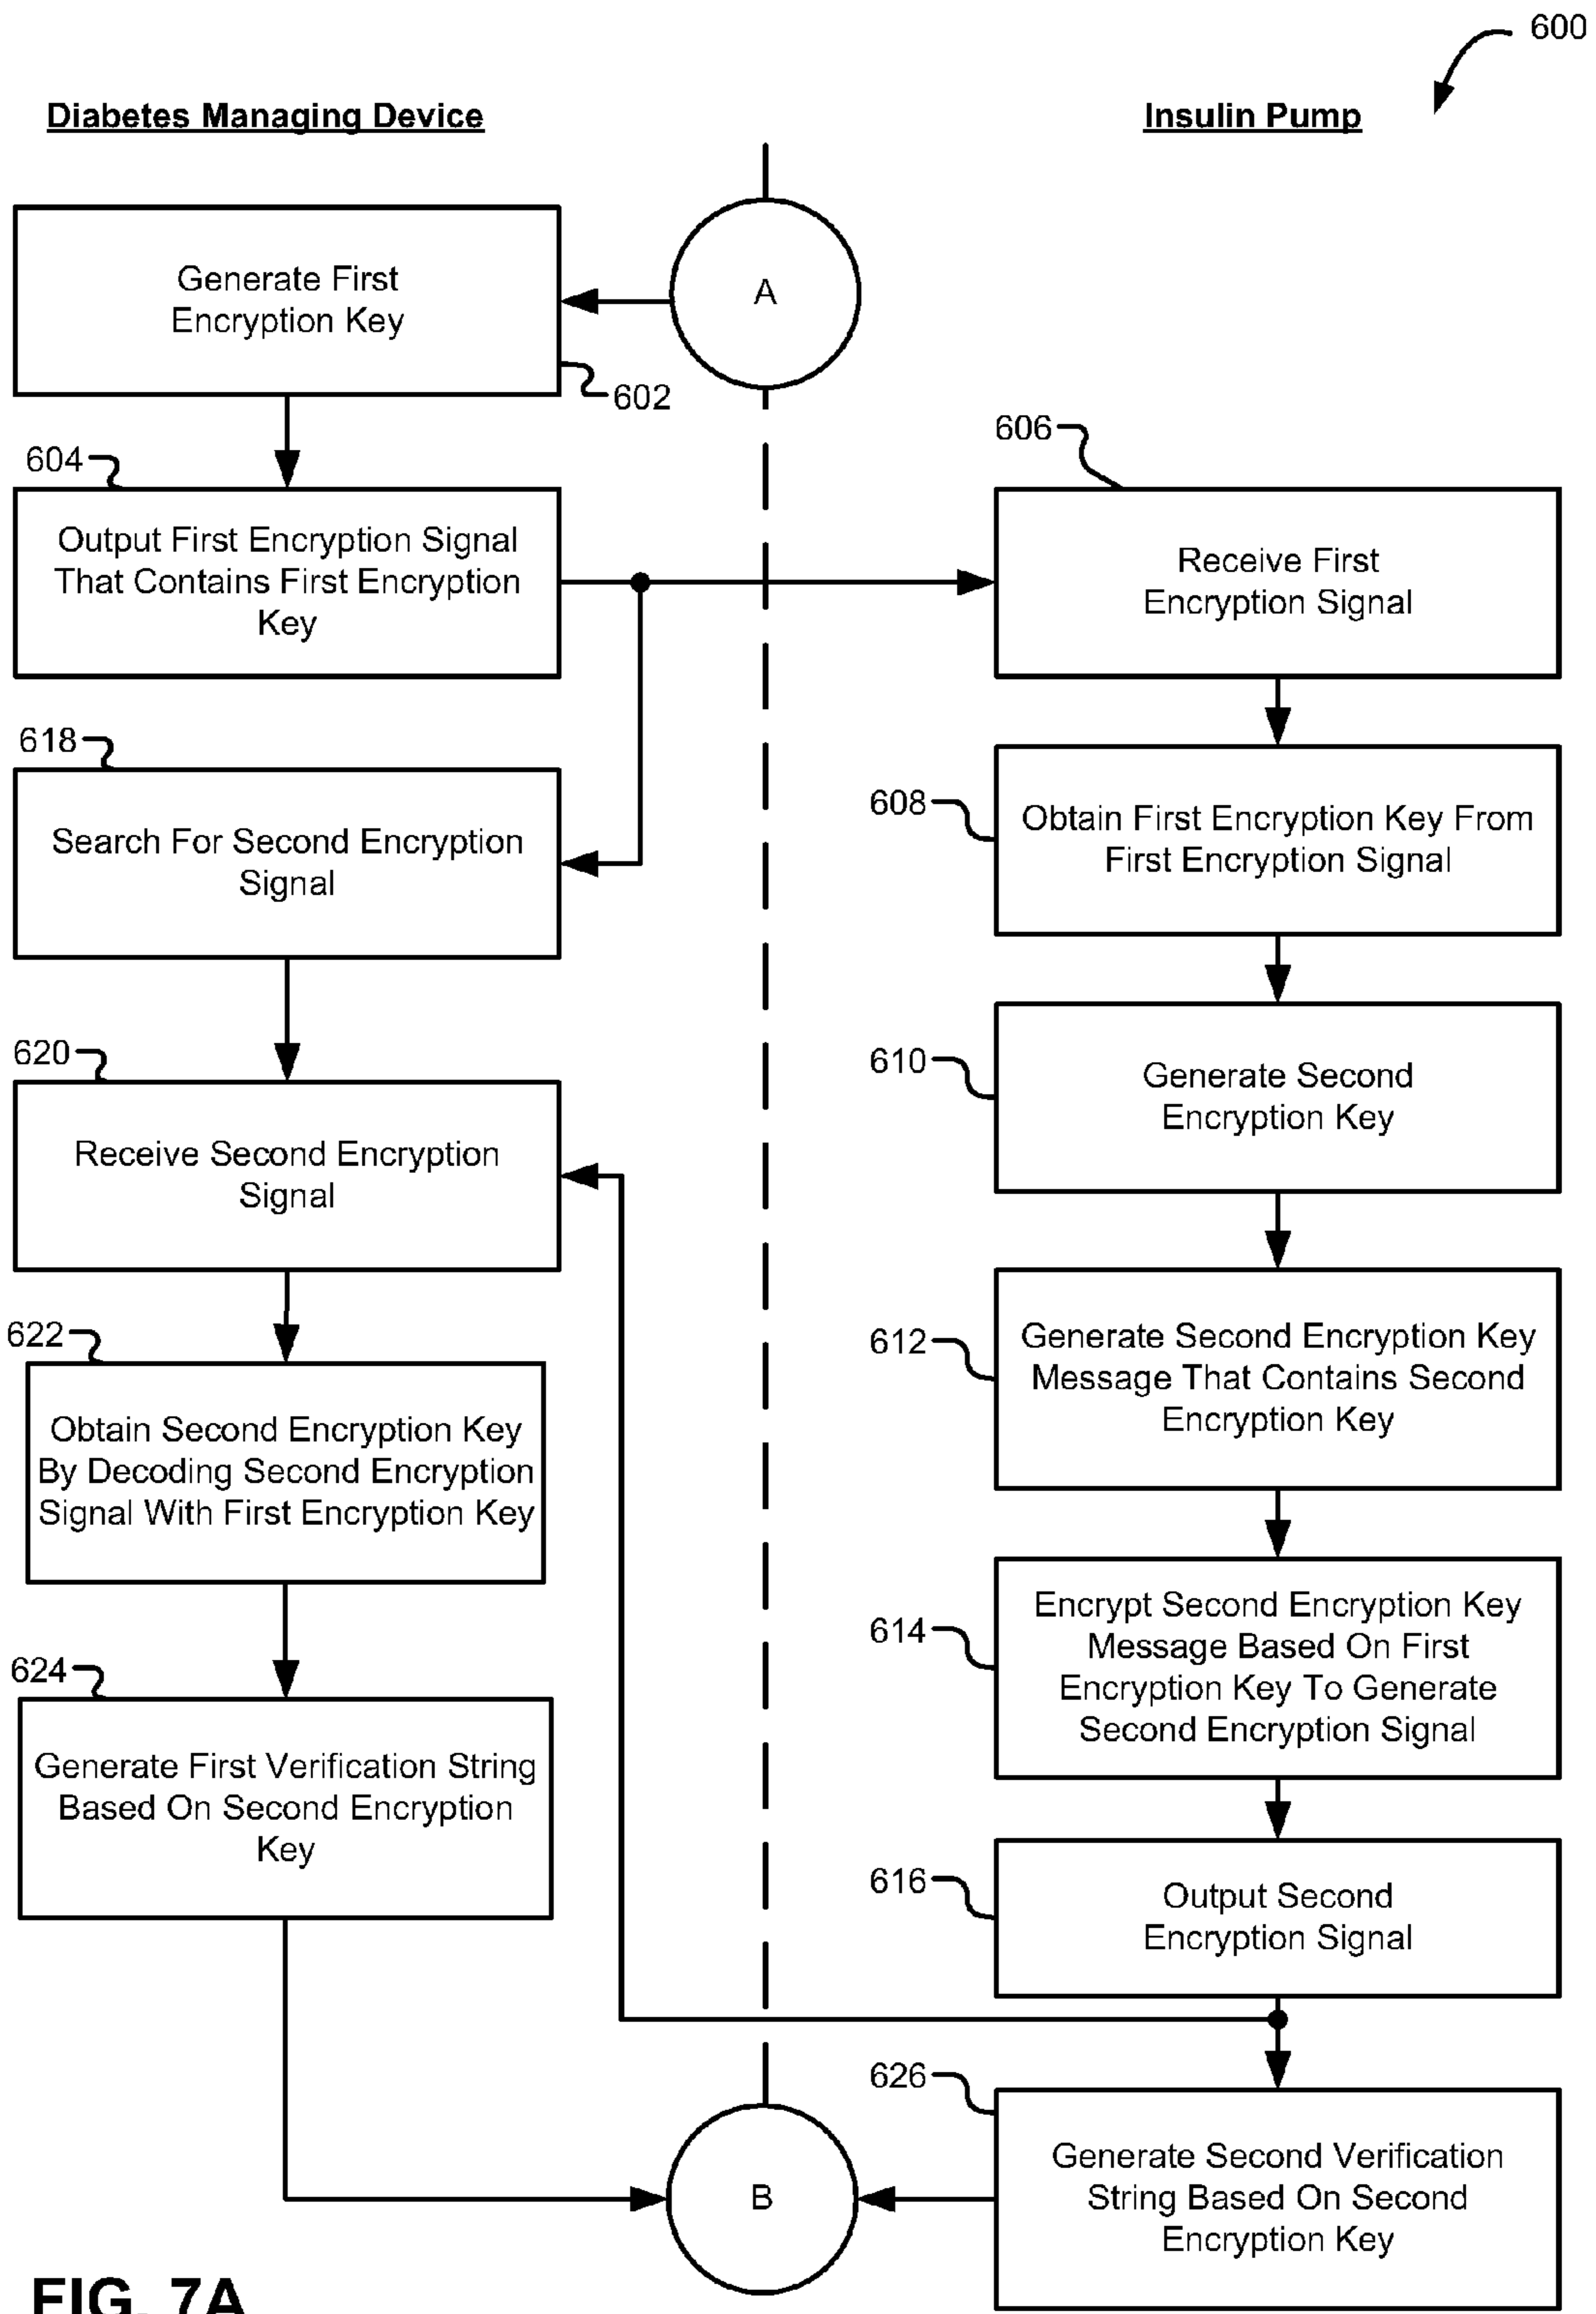 600
Diabetes Managing Device
Insulin Pump
Generate First
Encryption Key
A
602
604
606
Output First Encryption Signal
That Contains First Encryption
Key
Receive First
Encryption Signal
618
608
Search For Second Encryption
Signal
Obtain First Encryption Key From
First Encryption Signal
620
610
Receive Second Encryption
Signal
Generate Second
Encryption Key
622
612
Obtain Second Encryption Key
By Decoding Second Encryption
Signal With First Encryption Key
Generate Second Encryption Key
Message That Contains Second
Encryption Key
624
614
Generate First Verification String
Based On Second Encryption
Key
Encrypt Second Encryption Key
Message Based On First
Encryption Key To Generate
Second Encryption Signal
616
Output Second
Encryption Signal
626
B
Generate Second Verification
String Based On Second
Encryption Key
FIG. 7A